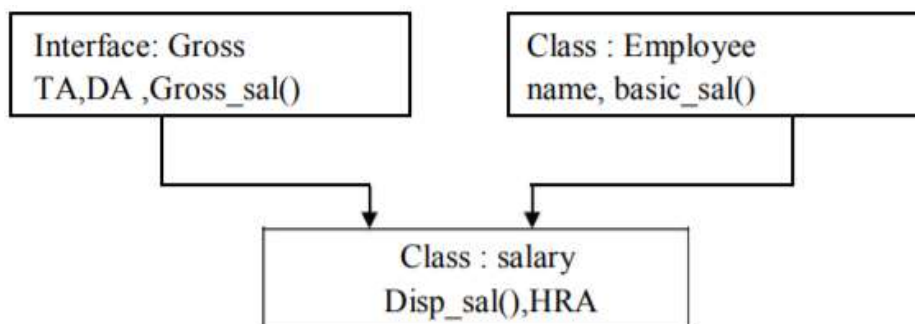 Interface: Gross
TA,DA ,Gross_sal()
Class : Employee
name, basic_sal()
Class : salary
Disp_sal(),HRA